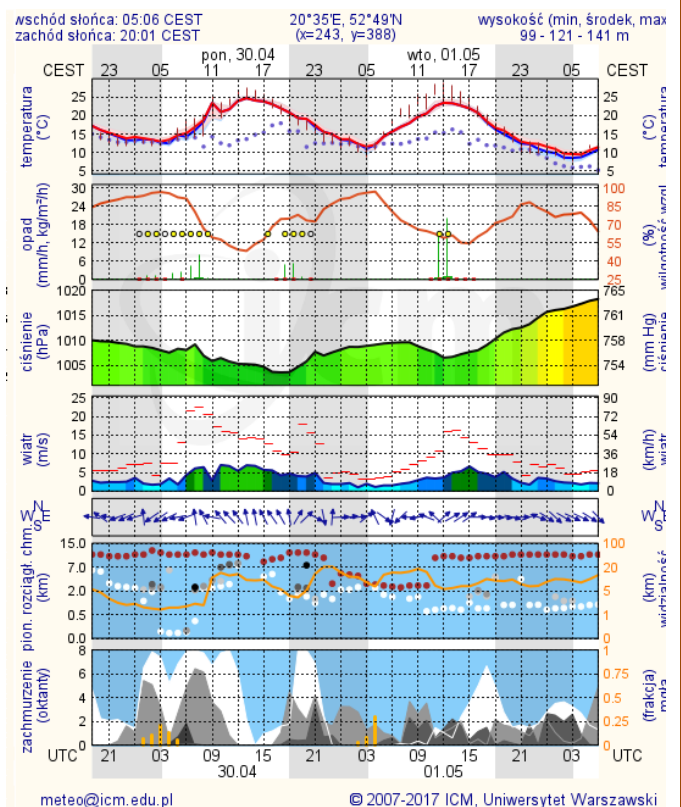 wschód słońca: 05:06 CEST 20°35'E, 52°49'N wysokość (min, środek, max
zachód słońca: 20:01 CEST (x=243, y=388) 99 - 121 - 141 m
pon, 30.04 wto, 01.05
CEST 23 05 11 17 23 05 11 17 23 05 CEST
temperatura
(°C)
25
20
15
10
5
25
20
15
10
5
(°C)
temperatura
opad
(mm/h, kg/m²/h)
30
24
18
12
6
0
100
85
70
55
40
25
(%)
wilgotność wzgl.
ciśnienie
(hPa)
1020
1015
1010
1005
765
761
758
754
(mm Hg)
ciśnienie
wiatr
(m/s)
25
20
15
10
5
0
90
72
54
36
18
0
(km/h)
wiatr
N
W E
S
N
W E
S
pion. rozciągł. chm.
(km)
15.0
7.0
2.0
0.5
0.0
100
20
5
1
0
(km)
widzialność
zachmurzenie
(oktanty)
8
6
4
2
0
1
0.75
0.5
0.25
0
(frakcja)
mgła
UTC 21 03 09 15 21 03 09 15 21 03 UTC
30.04 01.05
meteo@icm.edu.pl © 2007-2017 ICM, Uniwersytet Warszawski